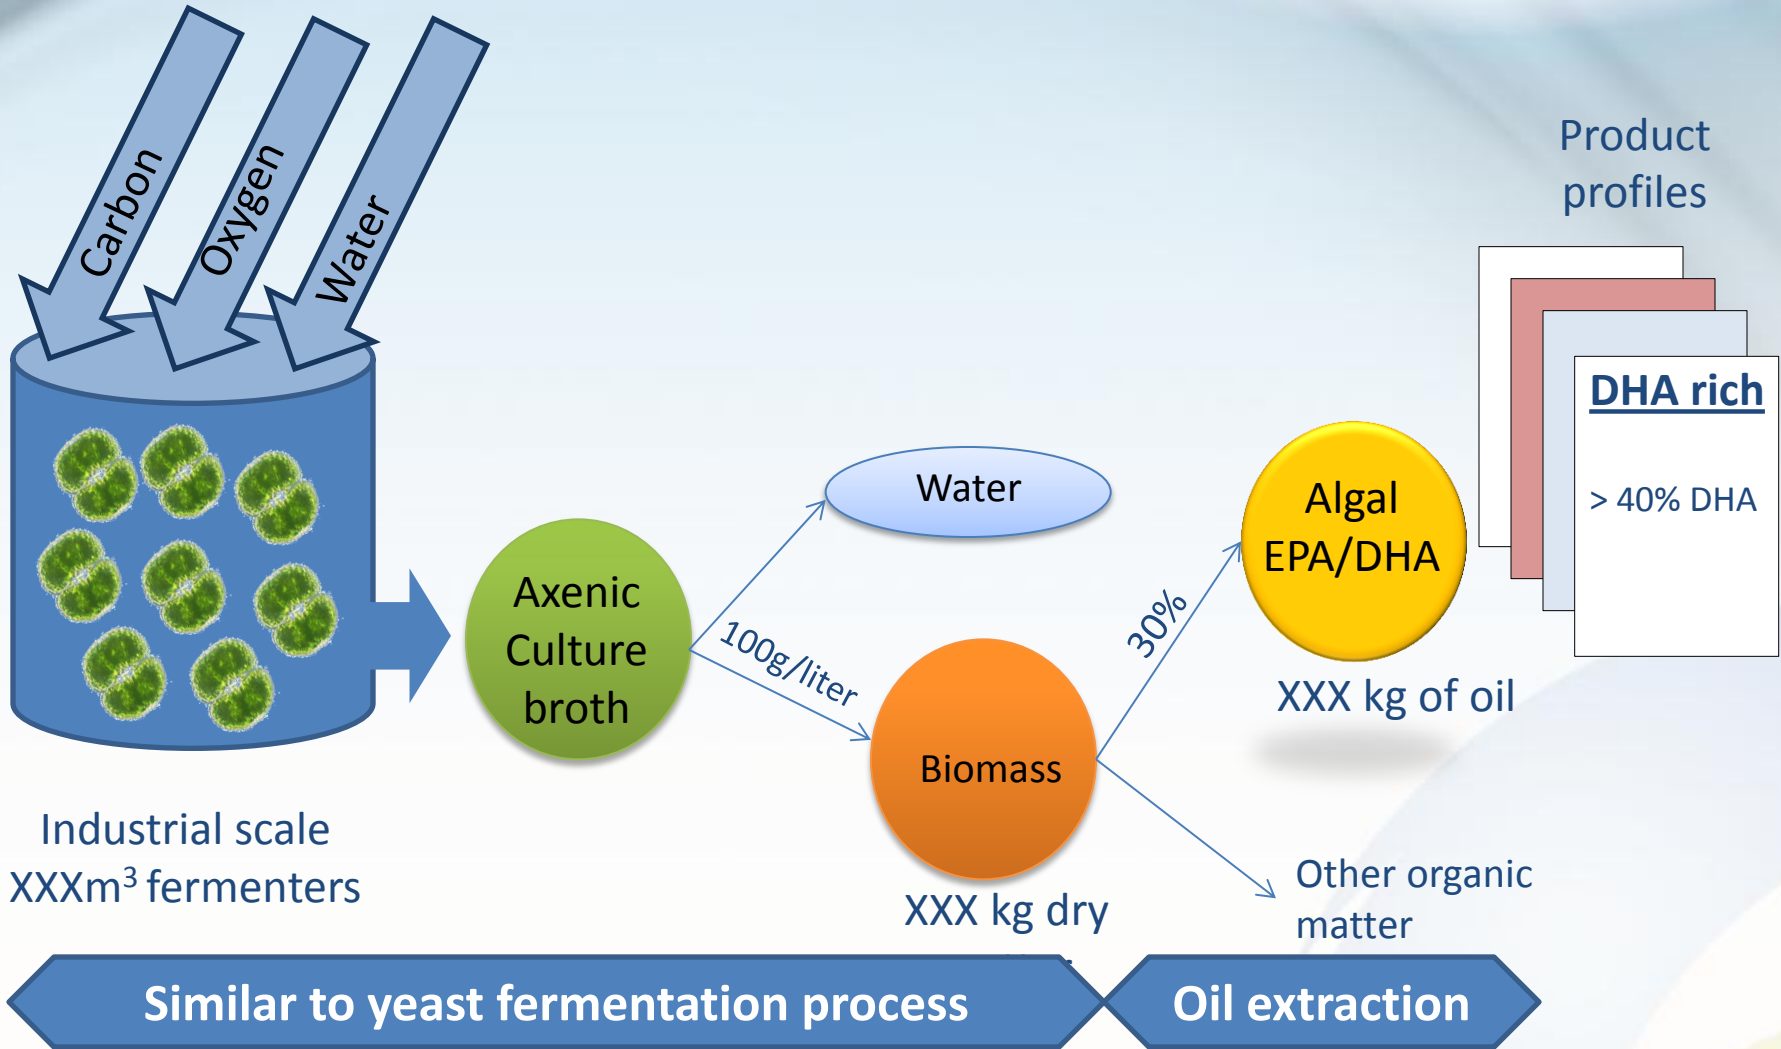 Carbon
Oxygen
Water
Industrial scale
XXXm³ fermenters
Axenic
Culture
broth
Water
100g/liter
Biomass
XXX kg dry
30%
Algal
EPA/DHA
XXX kg of oil
Other organic
matter
Product
profiles
DHA rich
> 40% DHA
Similar to yeast fermentation process
Oil extraction